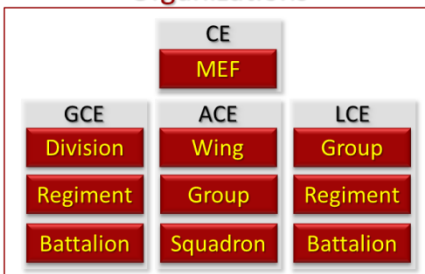 CE
MEF
GCE ACE LCE
Division Wing Group
Regiment Group Regiment
Battalion Squadron Battalion